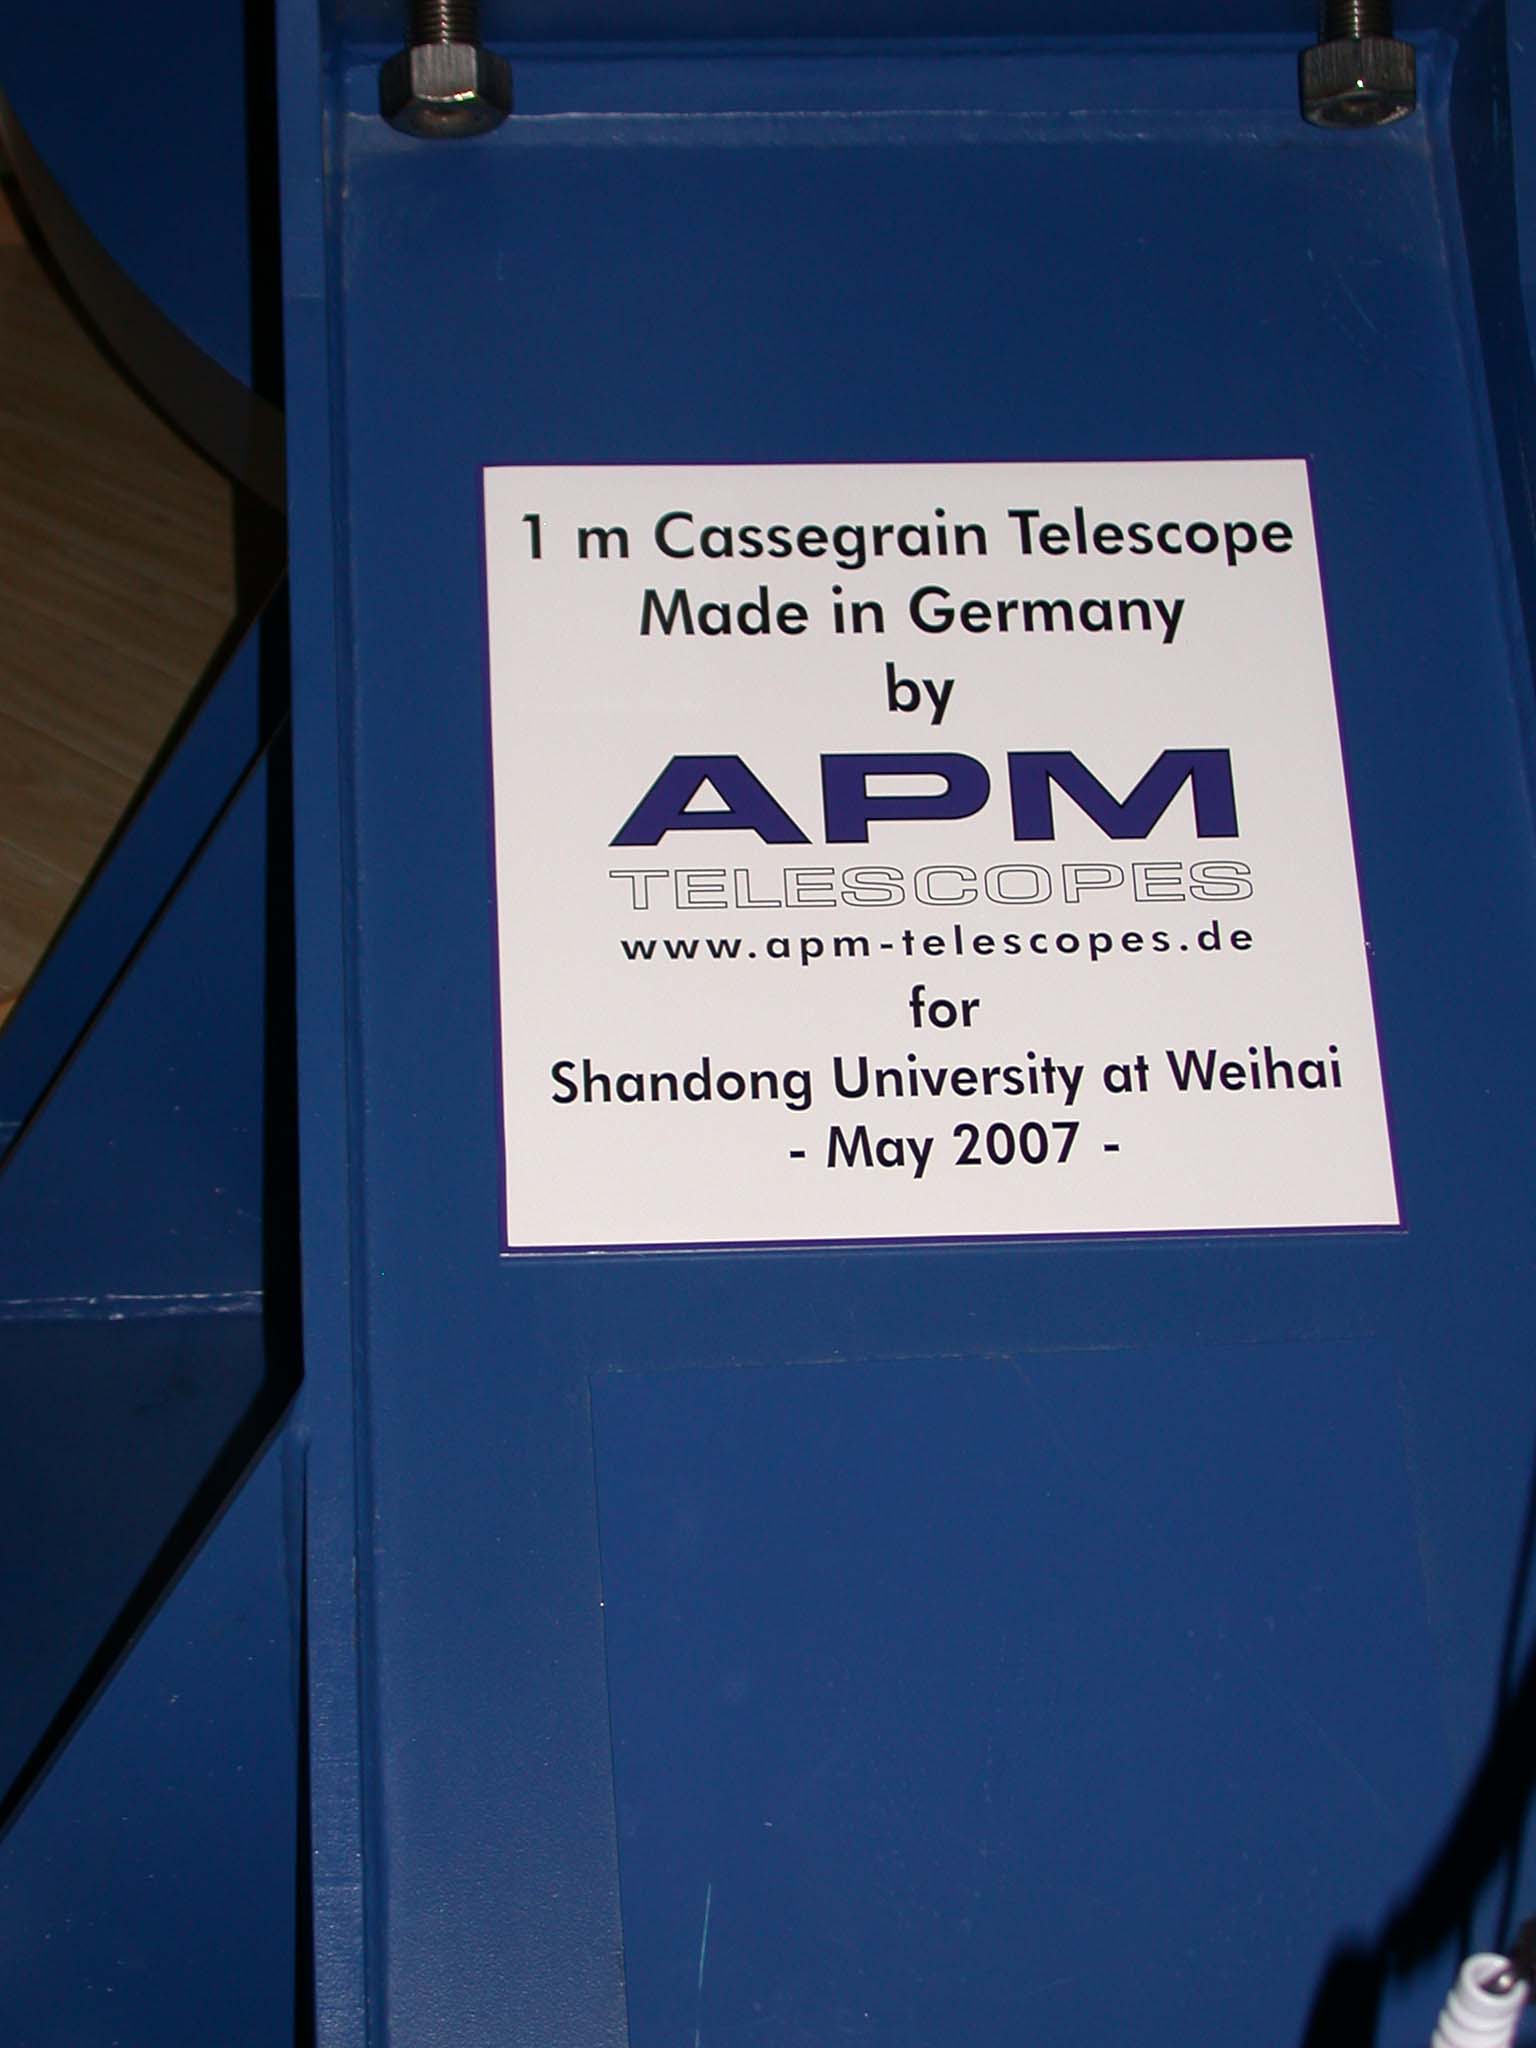 1 m Cassegrain Telescope
Made in Germany
by
APM
TELESCOPES
www.apm-telescopes.de
for
Shandong University at Weihai
- May 2007 -